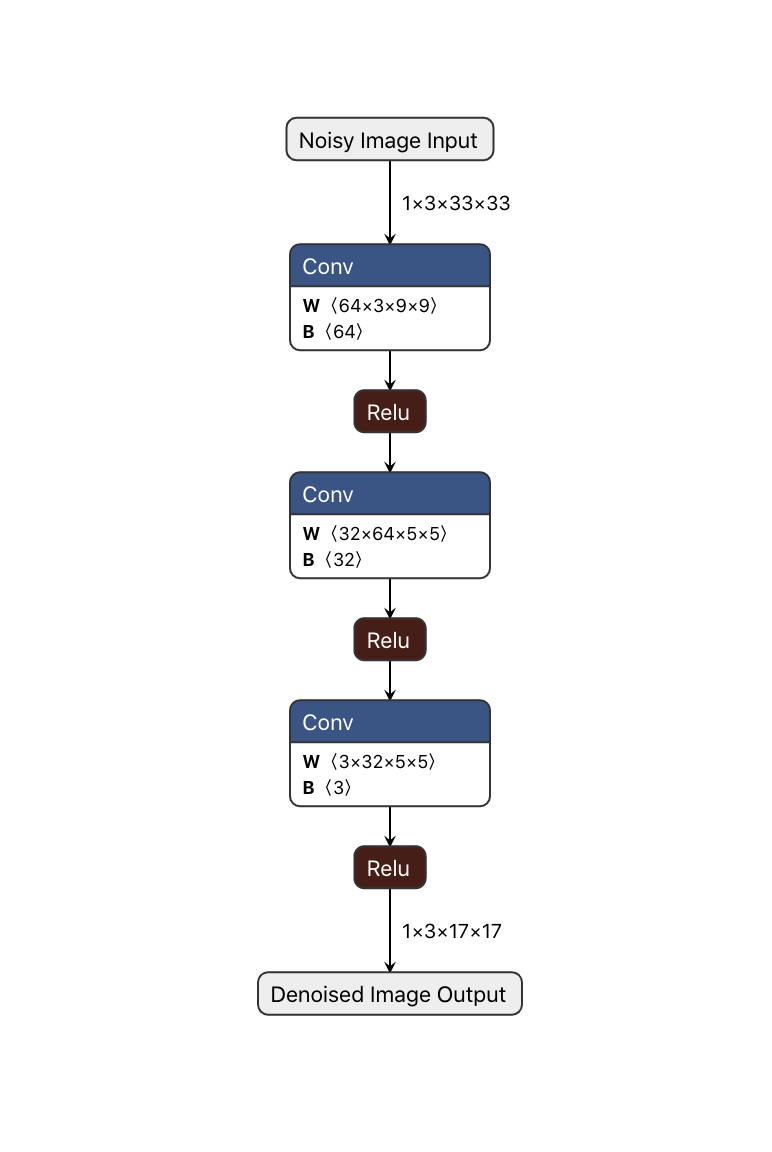 Noisy Image Input
1×3×33×33
Conv
W 〈64×3×9×9〉
B 〈64〉
Relu
Conv
W 〈32×64×5×5〉
B 〈32〉
Relu
Conv
W 〈3×32×5×5〉
B 〈3〉
Relu
1×3×17×17
Denoised Image Output